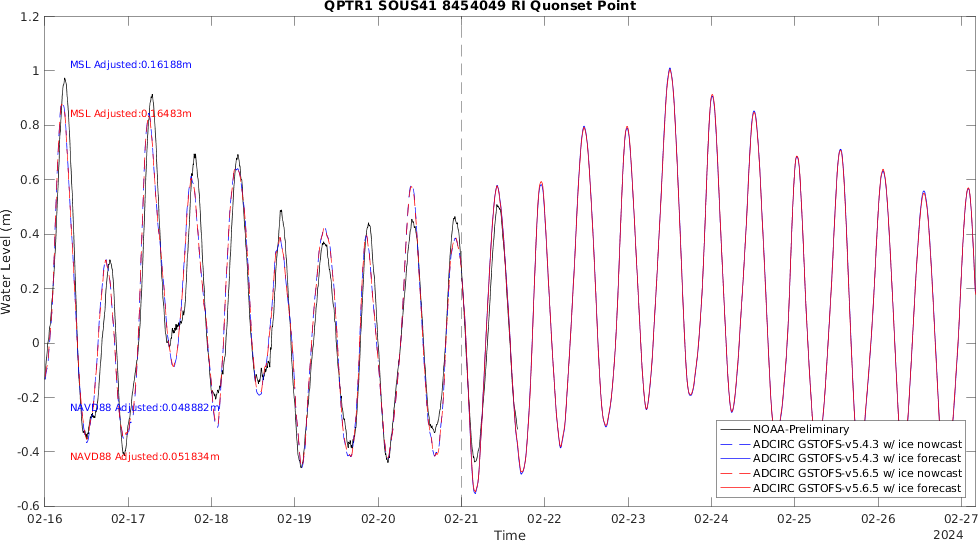 QPTR1 SOUS41 8454049 RI Quonset Point
1.2
1
0.8
0.6
0.4
0.2
0
-0.2
-0.4
-0.6
Water Level (m)
MSL Adjusted:0.16188m
MSL Adjusted:0.16483m
NAVD88 Adjusted:0.048882m
NAVD88 Adjusted:0.051834m
NOAA-Preliminary
ADCIRC GSTOFS-v5.4.3 w/ ice nowcast
ADCIRC GSTOFS-v5.4.3 w/ ice forecast
ADCIRC GSTOFS-v5.6.5 w/ ice nowcast
ADCIRC GSTOFS-v5.6.5 w/ ice forecast
02-16 02-17 02-18 02-19 02-20 02-21 02-22 02-23 02-24 02-25 02-26 02-27
Time
2024